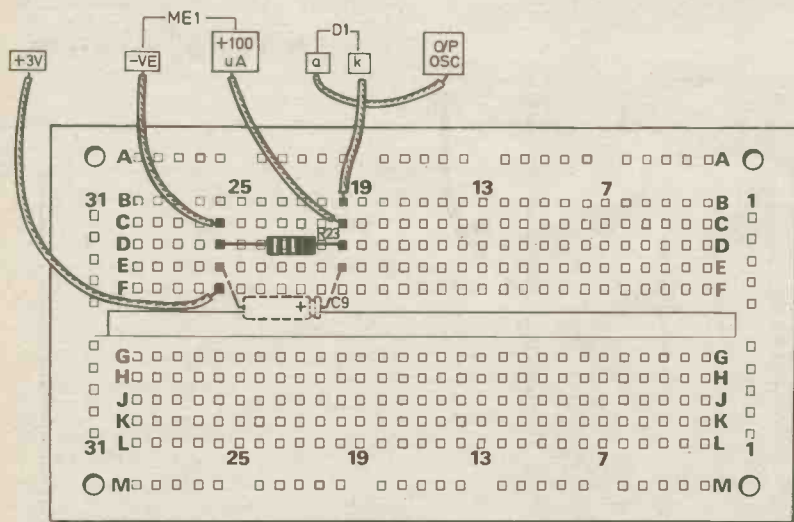 ME1
D1
+3V
-VE
+100
uA
a
k
O/P
OSC
A A
25 19 13 7
31 B B 1
C C
D R23 D
E E
F F
+ C9
G G
H H
J J
K K
31 L L 1
25 19 13 7
M M